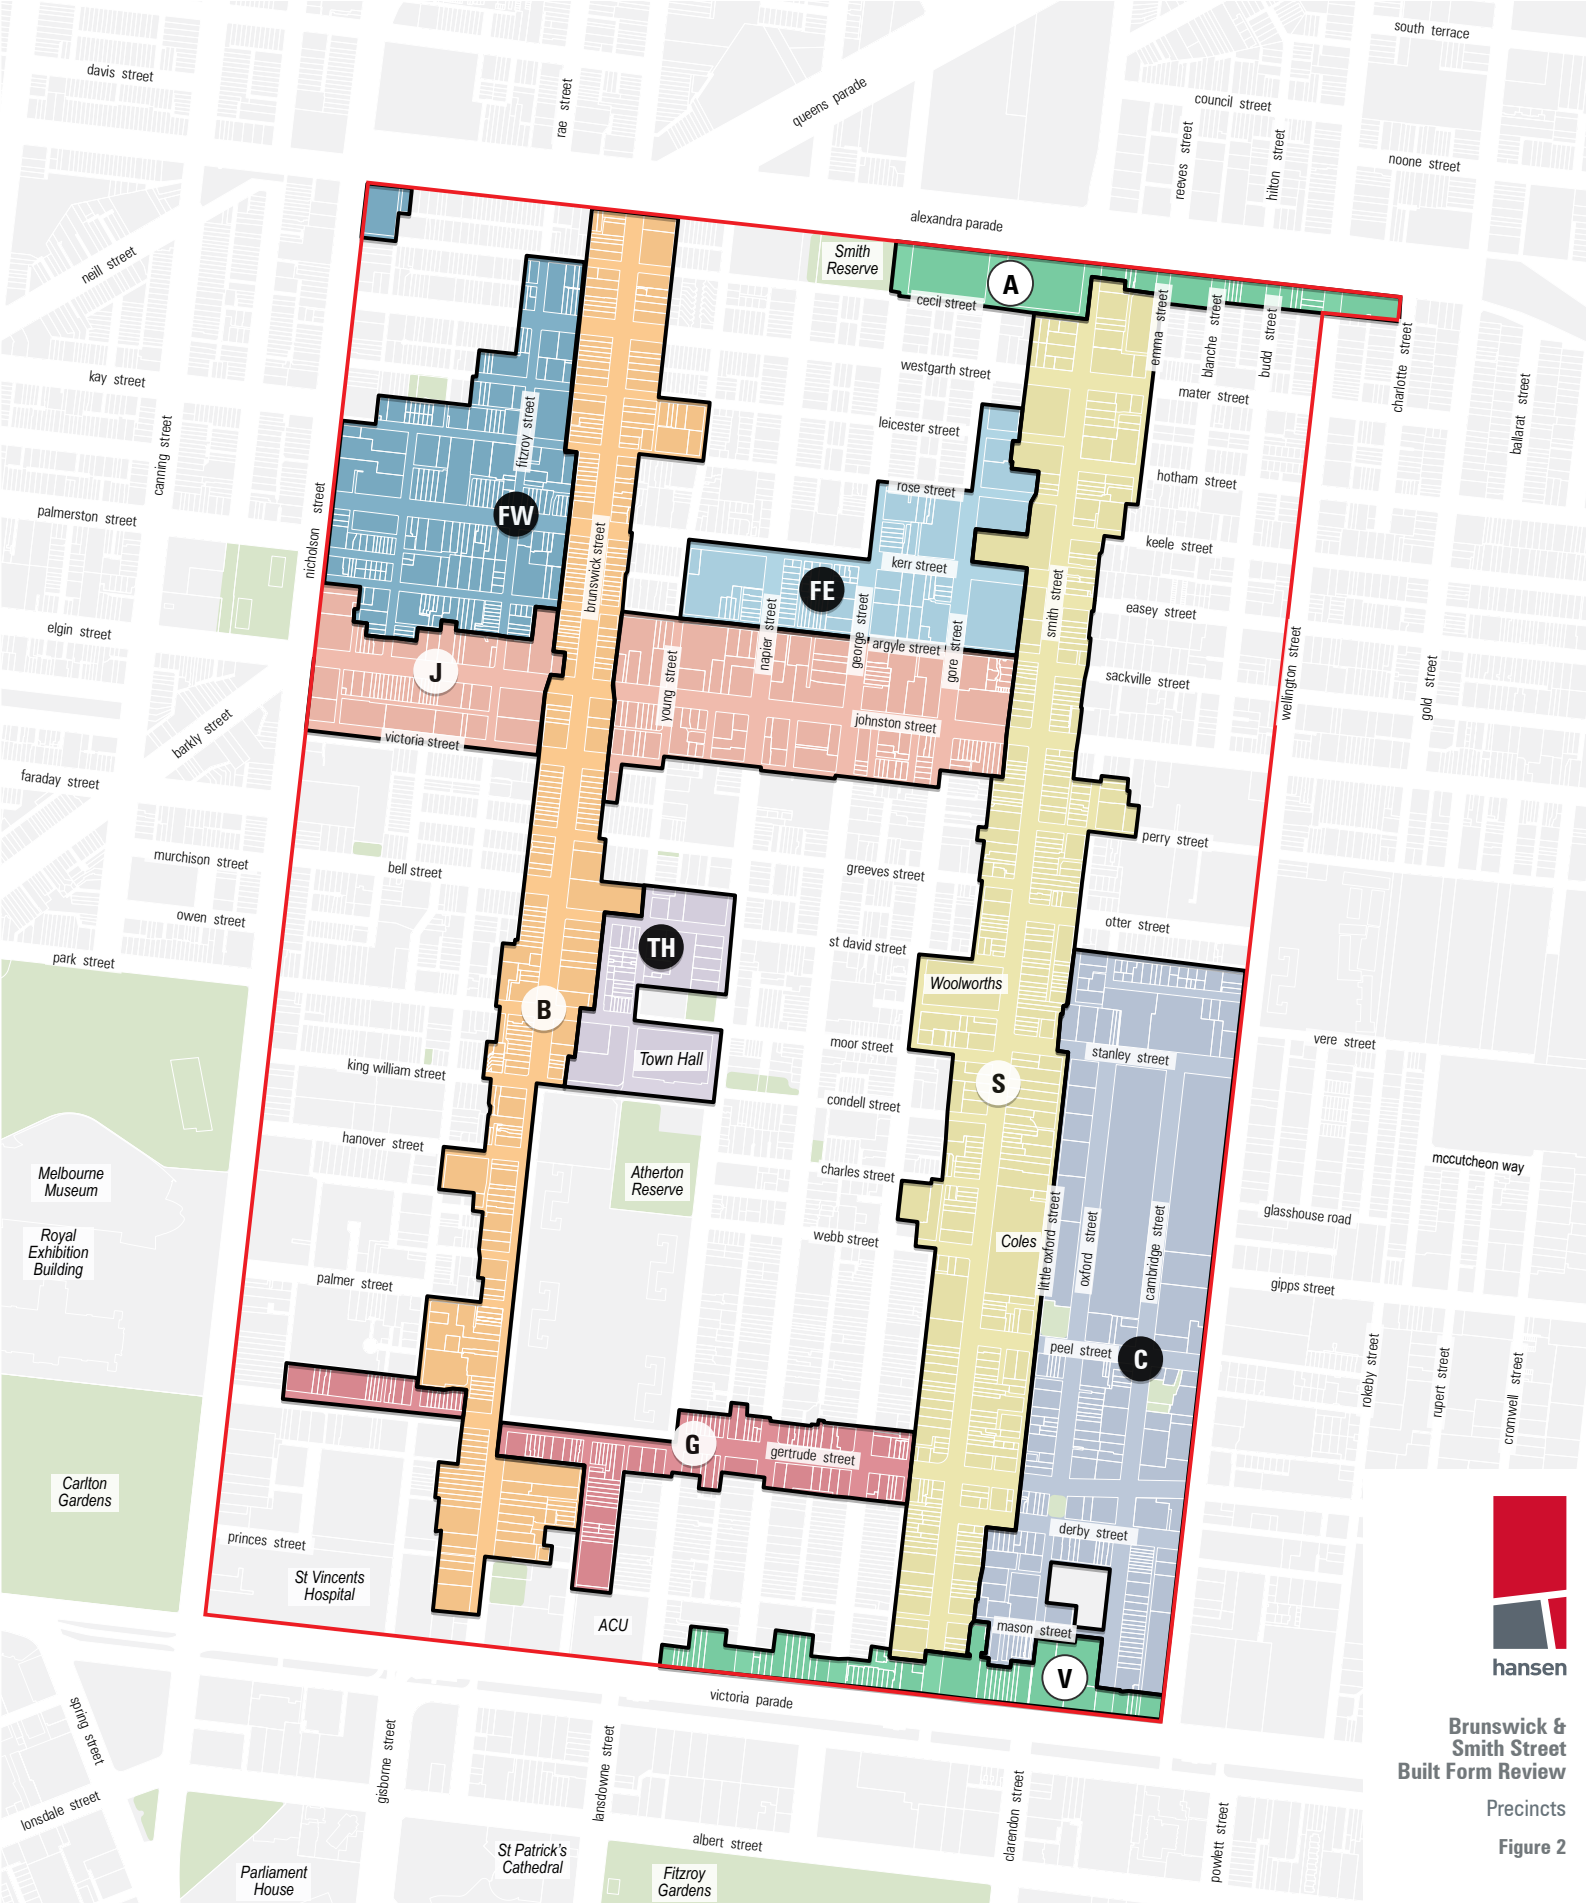 south terrace
davis street
rae street
queens parade
council street
reeves street
hilton street
noone street
alexandra parade
Smith
Reserve
A
neill street
cecil street
emma street
blanche street
budd street
charlotte street
westgarth street
kay street
mater street
ballarat street
canning street
fitzroy street
leicester street
nicholson street
palmerston street
FW
rose street
hotham street
brunswick street
kerr street
keele street
FE
smith street
elgin street
napier street
george street
gore street
argyle street
easey street
J
young street
johnston street
sackville street
wellington street
gold street
barkly street
victoria street
faraday street
murchison street
bell street
greeves street
perry street
owen street
park street
TH
st david street
otter street
Woolworths
B
Town Hall
moor street
S
stanley street
vere street
king william street
condell street
hanover street
Melbourne
Museum
Atherton
Reserve
charles street
mccutcheon way
Royal
Exhibition
Building
webb street
Coles
little oxford street
oxford street
cambridge street
glasshouse road
palmer street
gipps street
peel street
C
rokeby street
rupert street
cromwell street
G
gertrude street
Carlton
Gardens
princes street
derby street
St Vincents
Hospital
ACU
mason street
V
hansen
victoria parade
spring street
gisborne street
lansdowne street
clarendon street
powlett street
lonsdale street
albert street
St Patrick's
Cathedral
Parliament
House
Fitzroy
Gardens
Brunswick &
Smith Street
Built Form Review
Precincts
Figure 2